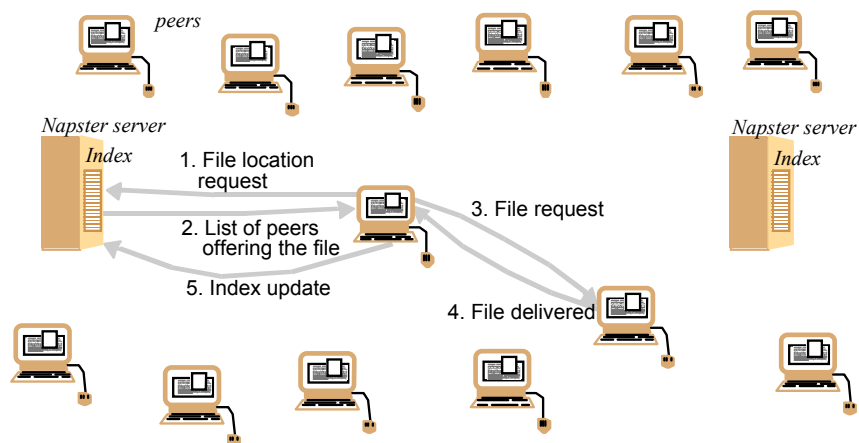 peers
Napster server
Index
Napster server
Index
1. File location
request
2. List of peers
offering the file
3. File request
5. Index update
4. File delivered